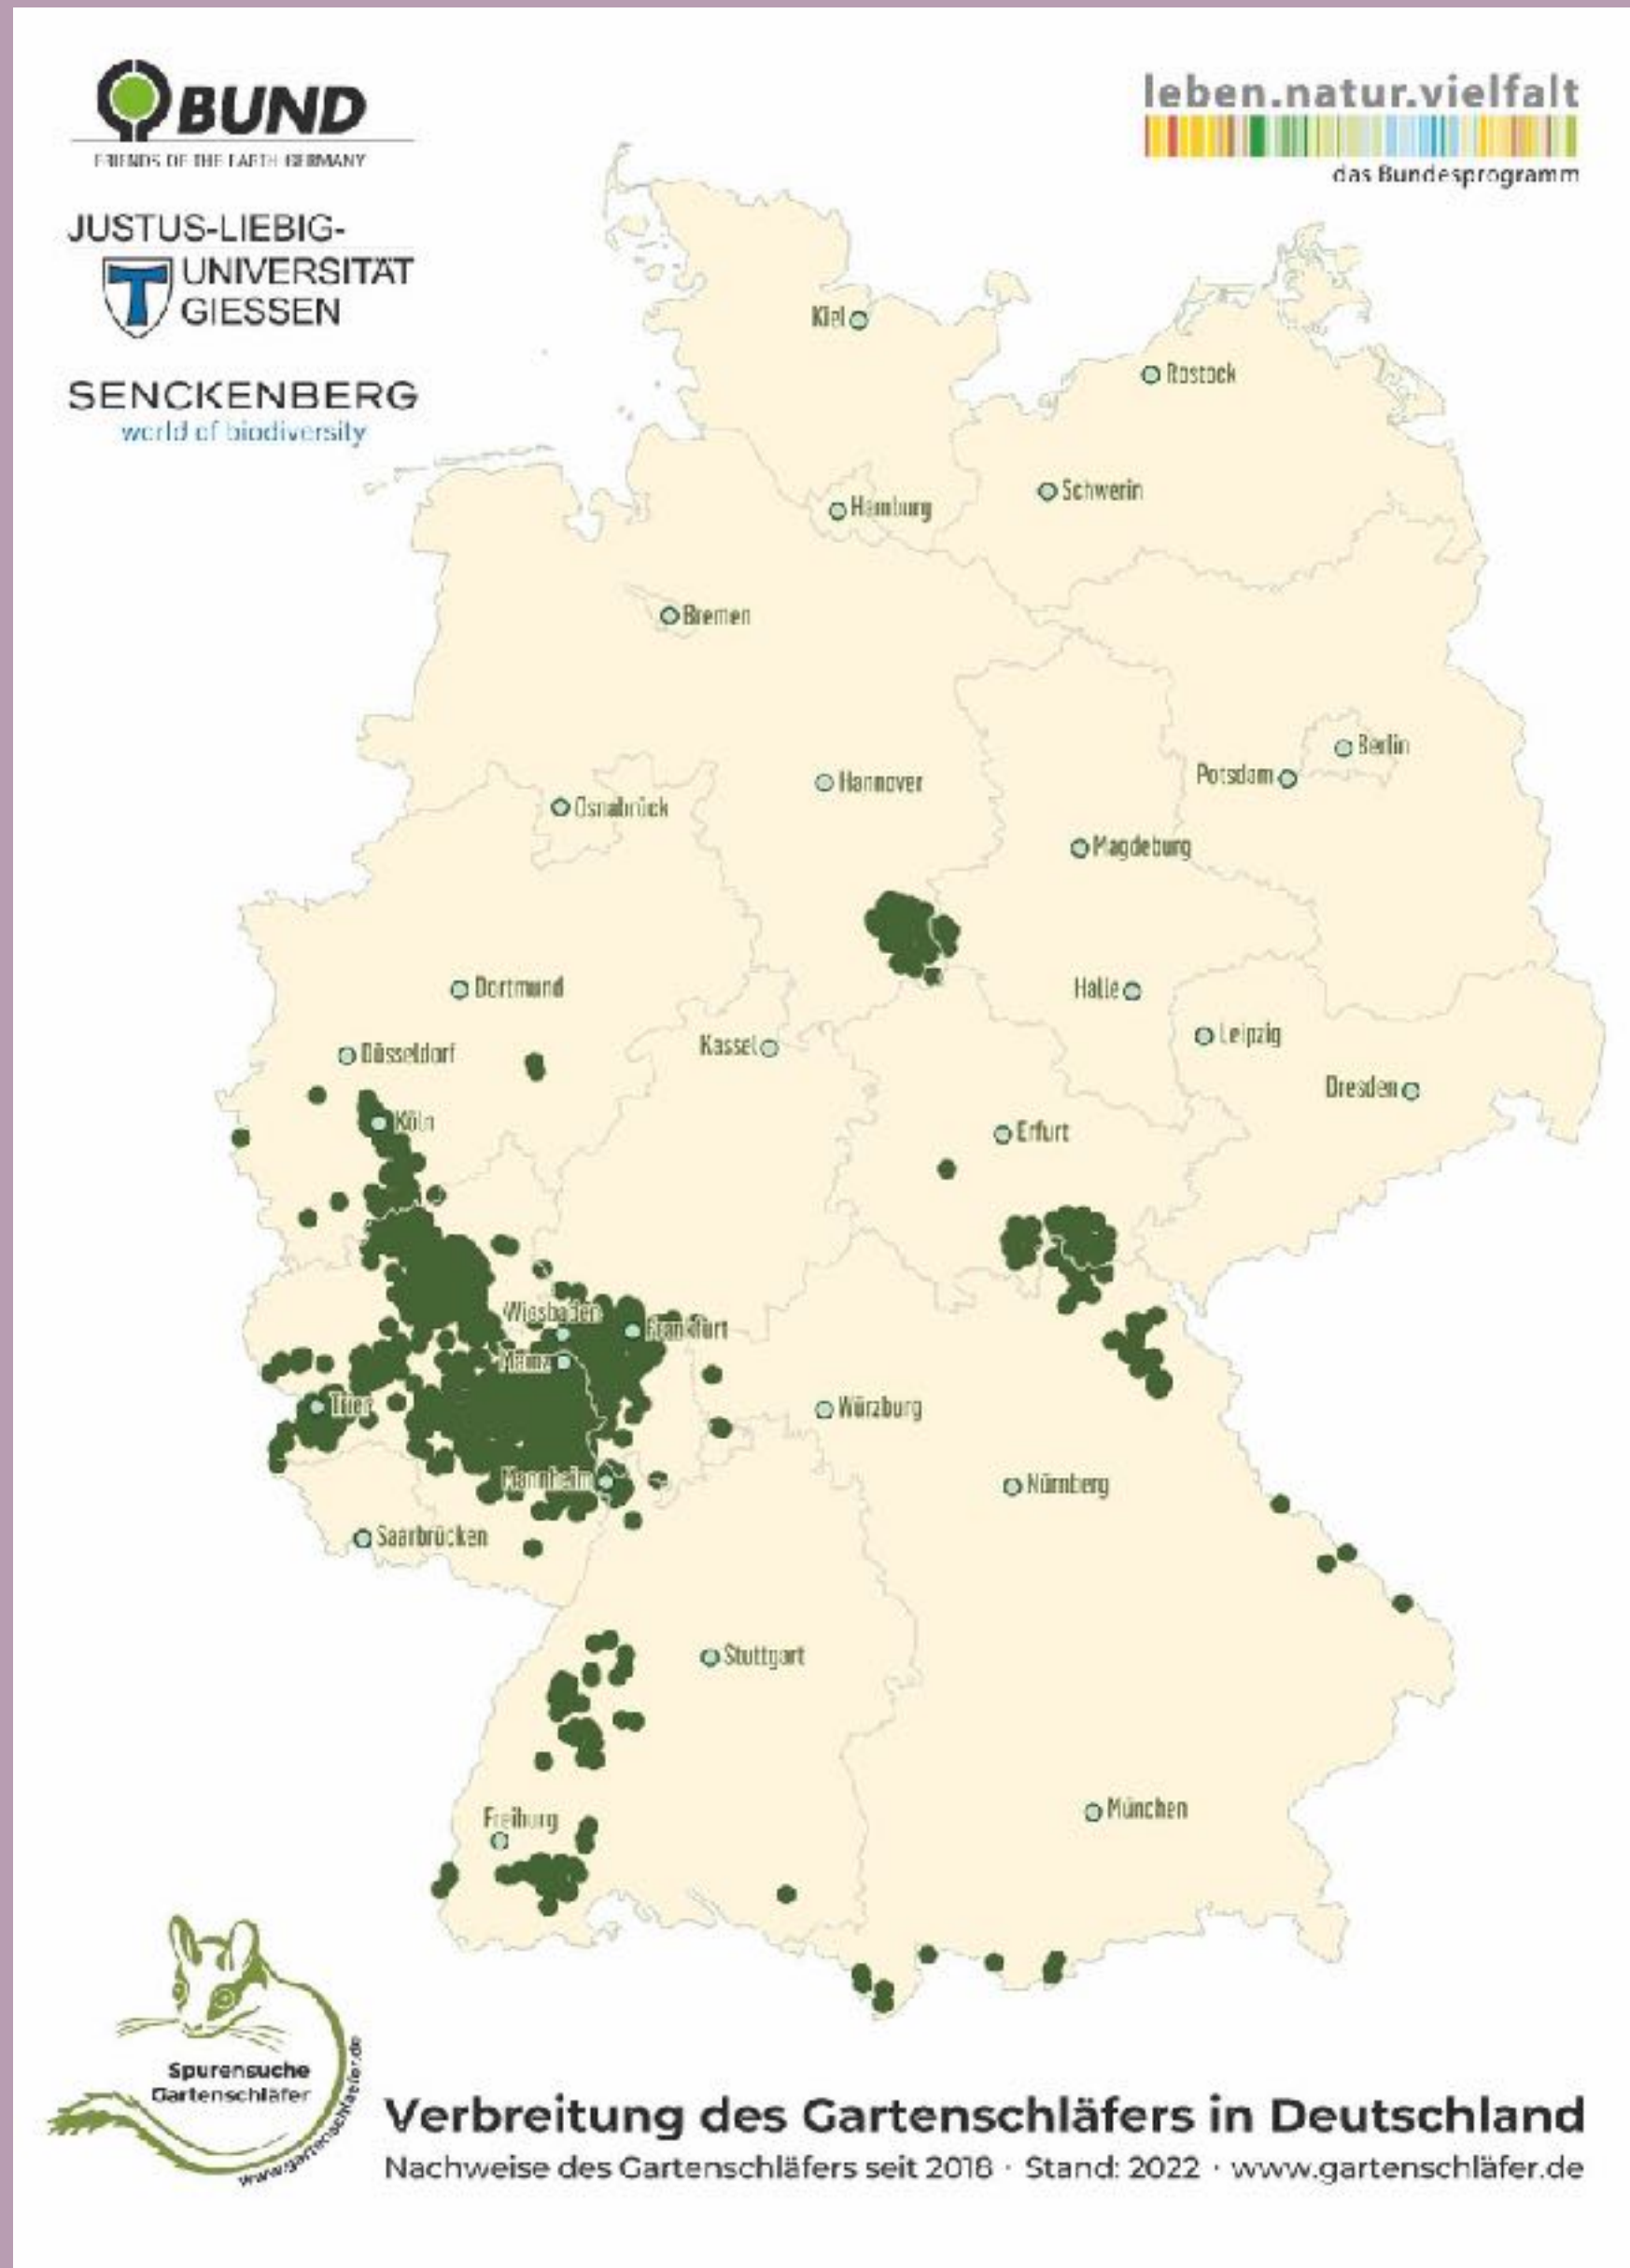 BUND
FRIENDS OF THE EARTH GERMANY
JUSTUS-LIEBIG-
UNIVERSITÄT
GIESSEN
SENCKENBERG
world of biodiversity
leben.natur.vielfalt
das Bundesprogramm
Kiel
Rostock
Schwerin
Hamburg
Bremen
Berlin
Potsdam
Hannover
Osnabrück
Magdeburg
Dortmund
Halle
Leipzig
Kassel
Düsseldorf
Dresden
Köln
Erfurt
Wiesbaden
Frankfurt
Mainz
Trier
Würzburg
Mannheim
Nürnberg
Saarbrücken
Stuttgart
München
Freiburg
Spurensuche
Gartenschläfer
www.gartenschlaefer.de
Verbreitung des Gartenschläfers in Deutschland
Nachweise des Gartenschläfers seit 2018 · Stand: 2022 · www.gartenschläfer.de